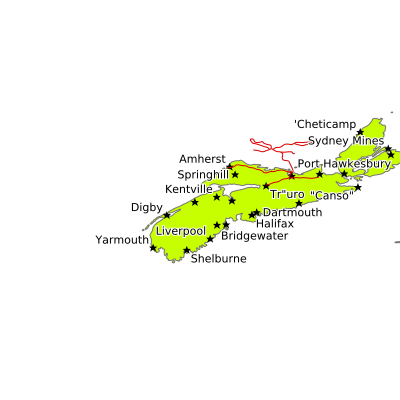 'Cheticamp
Sydney Mines
Amherst
Port Hawkesbury
Springhill
Kentville
Tr"uro
"Canso"
Digby
Dartmouth
Halifax
Liverpool
Bridgewater
Yarmouth
Shelburne